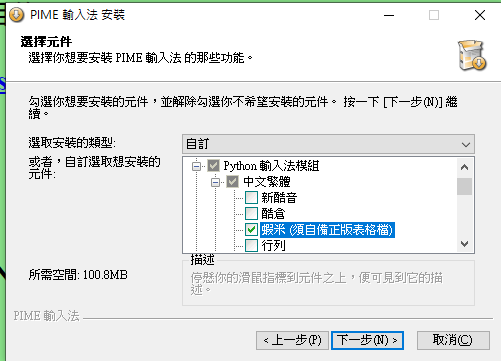 PIME 輸入法 安裝
選擇元件
選擇你想要安裝 PIME 輸入法 的那些功能。
勾選你想要安裝的元件，並解除勾選你不希望安裝的元件。 按一下 [下一步(N)] 繼
續。
選取安裝的類型:
自訂
或者，自訂選取想安裝的
元件:
Python 輸入法模組
中文繁體
新酷音
酷倉
蝦米 (須自備正版表格檔)
行列
所需空間: 100.8MB
描述
停懸你的滑鼠指標到元件之上，便可見到它的描
述。
PIME 輸入法
< 上一步(P)
下一步(N) >
取消(C)